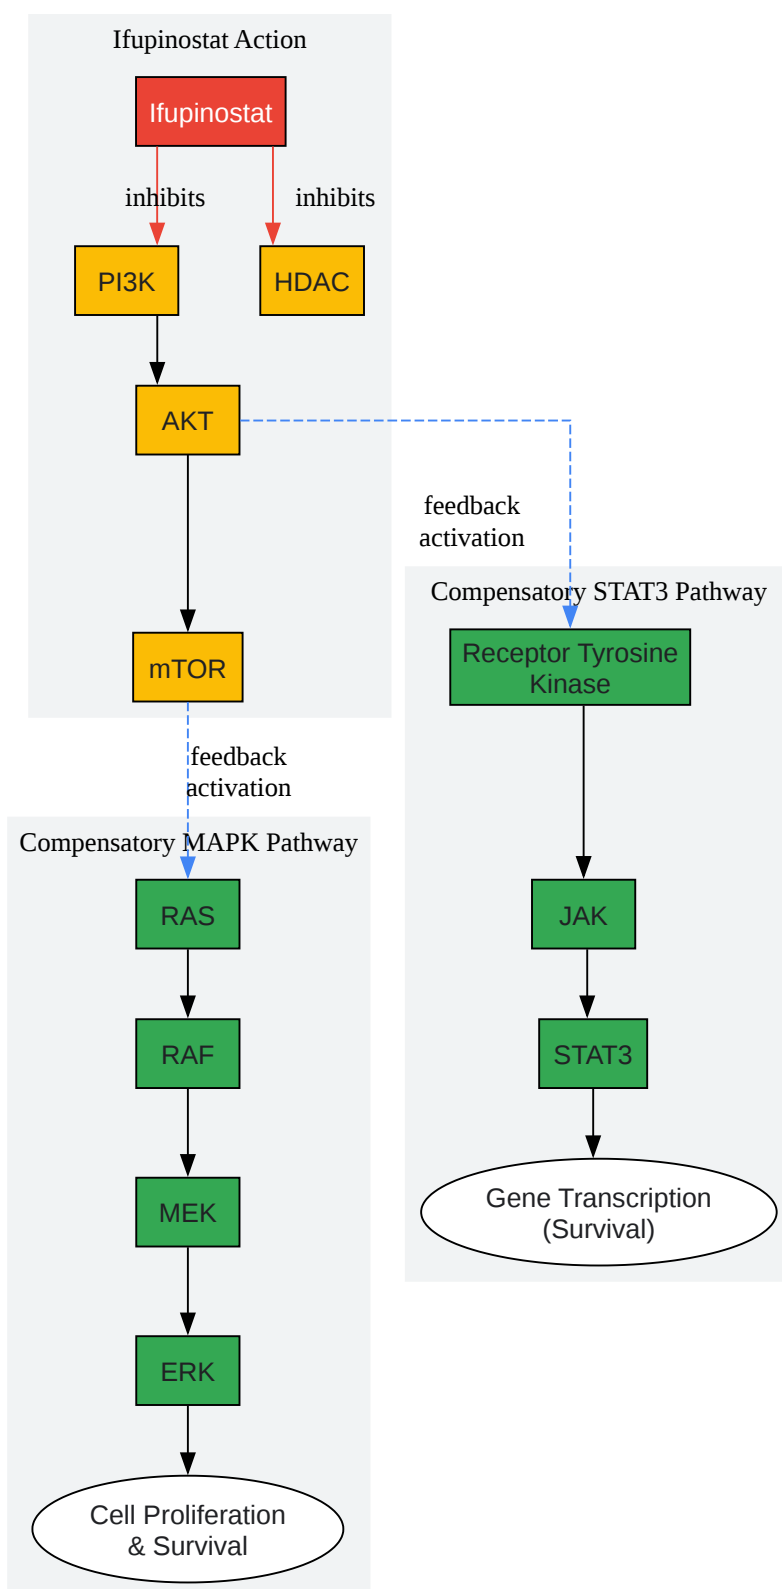 Ifupinostat Action
Ifupinostat
inhibits
inhibits
PI3K
HDAC
AKT
feedback
activation
Compensatory STAT3 Pathway
Receptor Tyrosine
Kinase
mTOR
feedback
activation
Compensatory MAPK Pathway
RAS
JAK
RAF
STAT3
MEK
Gene Transcription
(Survival)
ERK
Cell Proliferation
& Survival